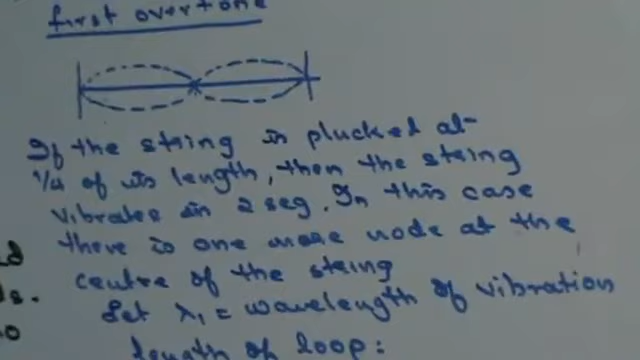 first overtone
If the string is plucked at
1/4 of its length, then the string
vibrates in 2 seg. In this case
there is one more node at the
centre of the string
Let λ₁ = wavelength of vibration
length of loop: